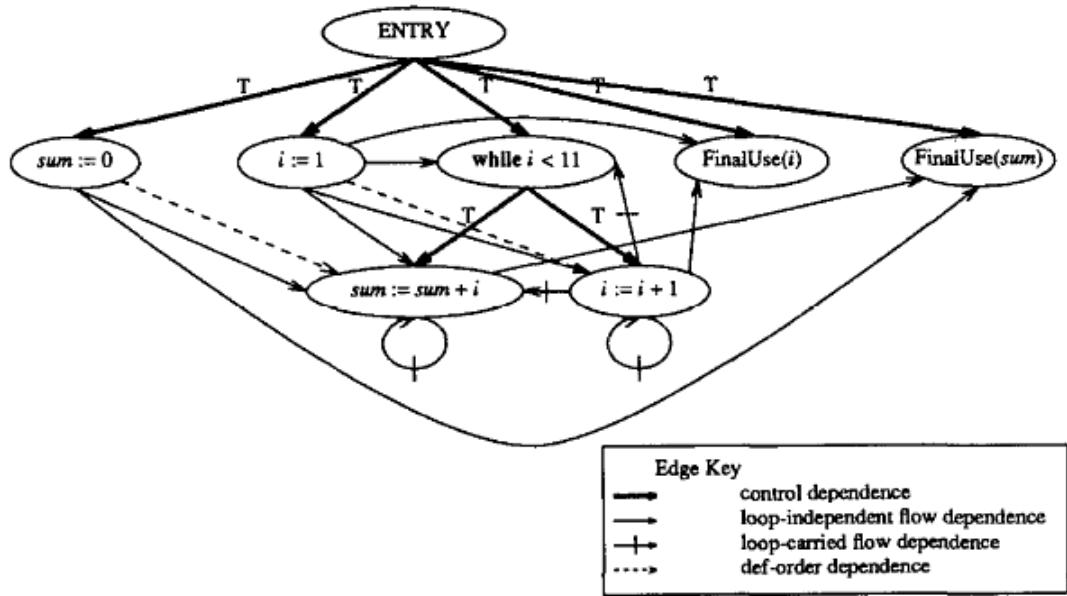 ENTRY
T T T T T
sum := 0 i := 1 while i < 11 FinalUse(i) FinalUse(sum)
T T
sum := sum + i i := i + 1
Edge Key
control dependence
loop-independent flow dependence
loop-carried flow dependence
def-order dependence